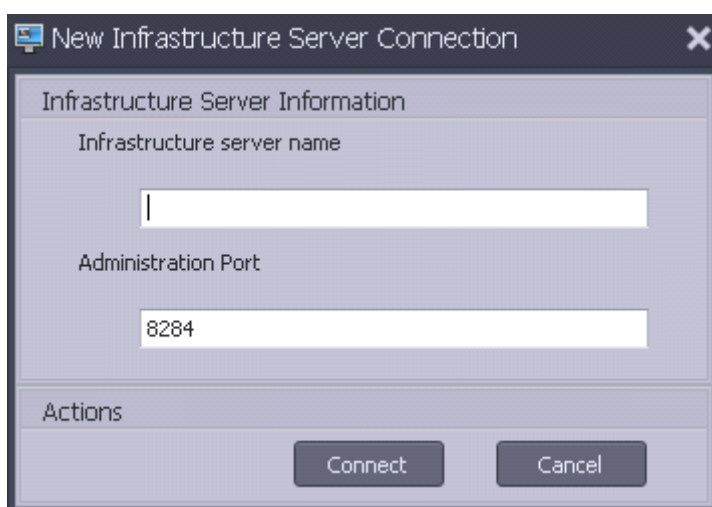 New Infrastructure Server Connection
Infrastructure Server Information
Infrastructure server name
Administration Port
8284
Actions
Connect Cancel